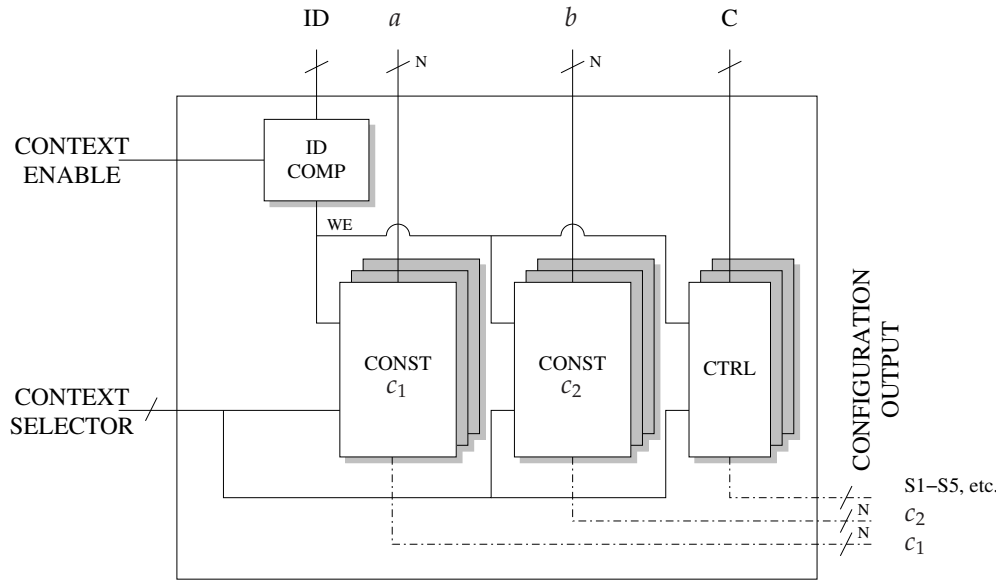 ID a b C
N N
CONTEXT
ENABLE
ID
COMP
WE
CONST
c1
CONST
c2
CTRL
CONTEXT
SELECTOR
CONFIGURATION
OUTPUT
S1–S5, etc.
N c2
N c1